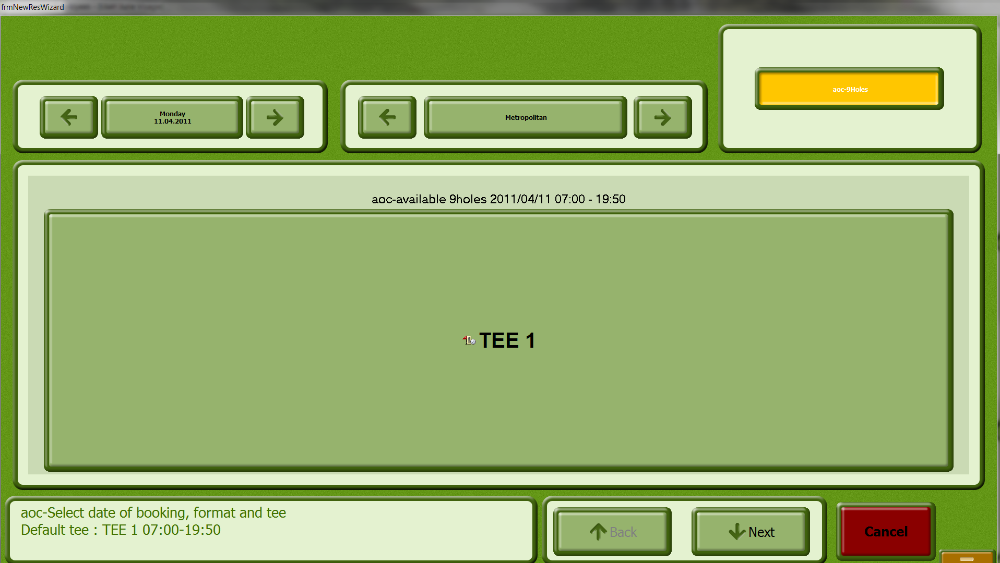 frmNewResWizard
aoc-9Holes
Monday
11.04.2011
Metropolitan
aoc-available 9holes 2011/04/11 07:00 - 19:50
TEE 1
aoc-Select date of booking, format and tee
Default tee : TEE 1 07:00-19:50
Back
Next
Cancel